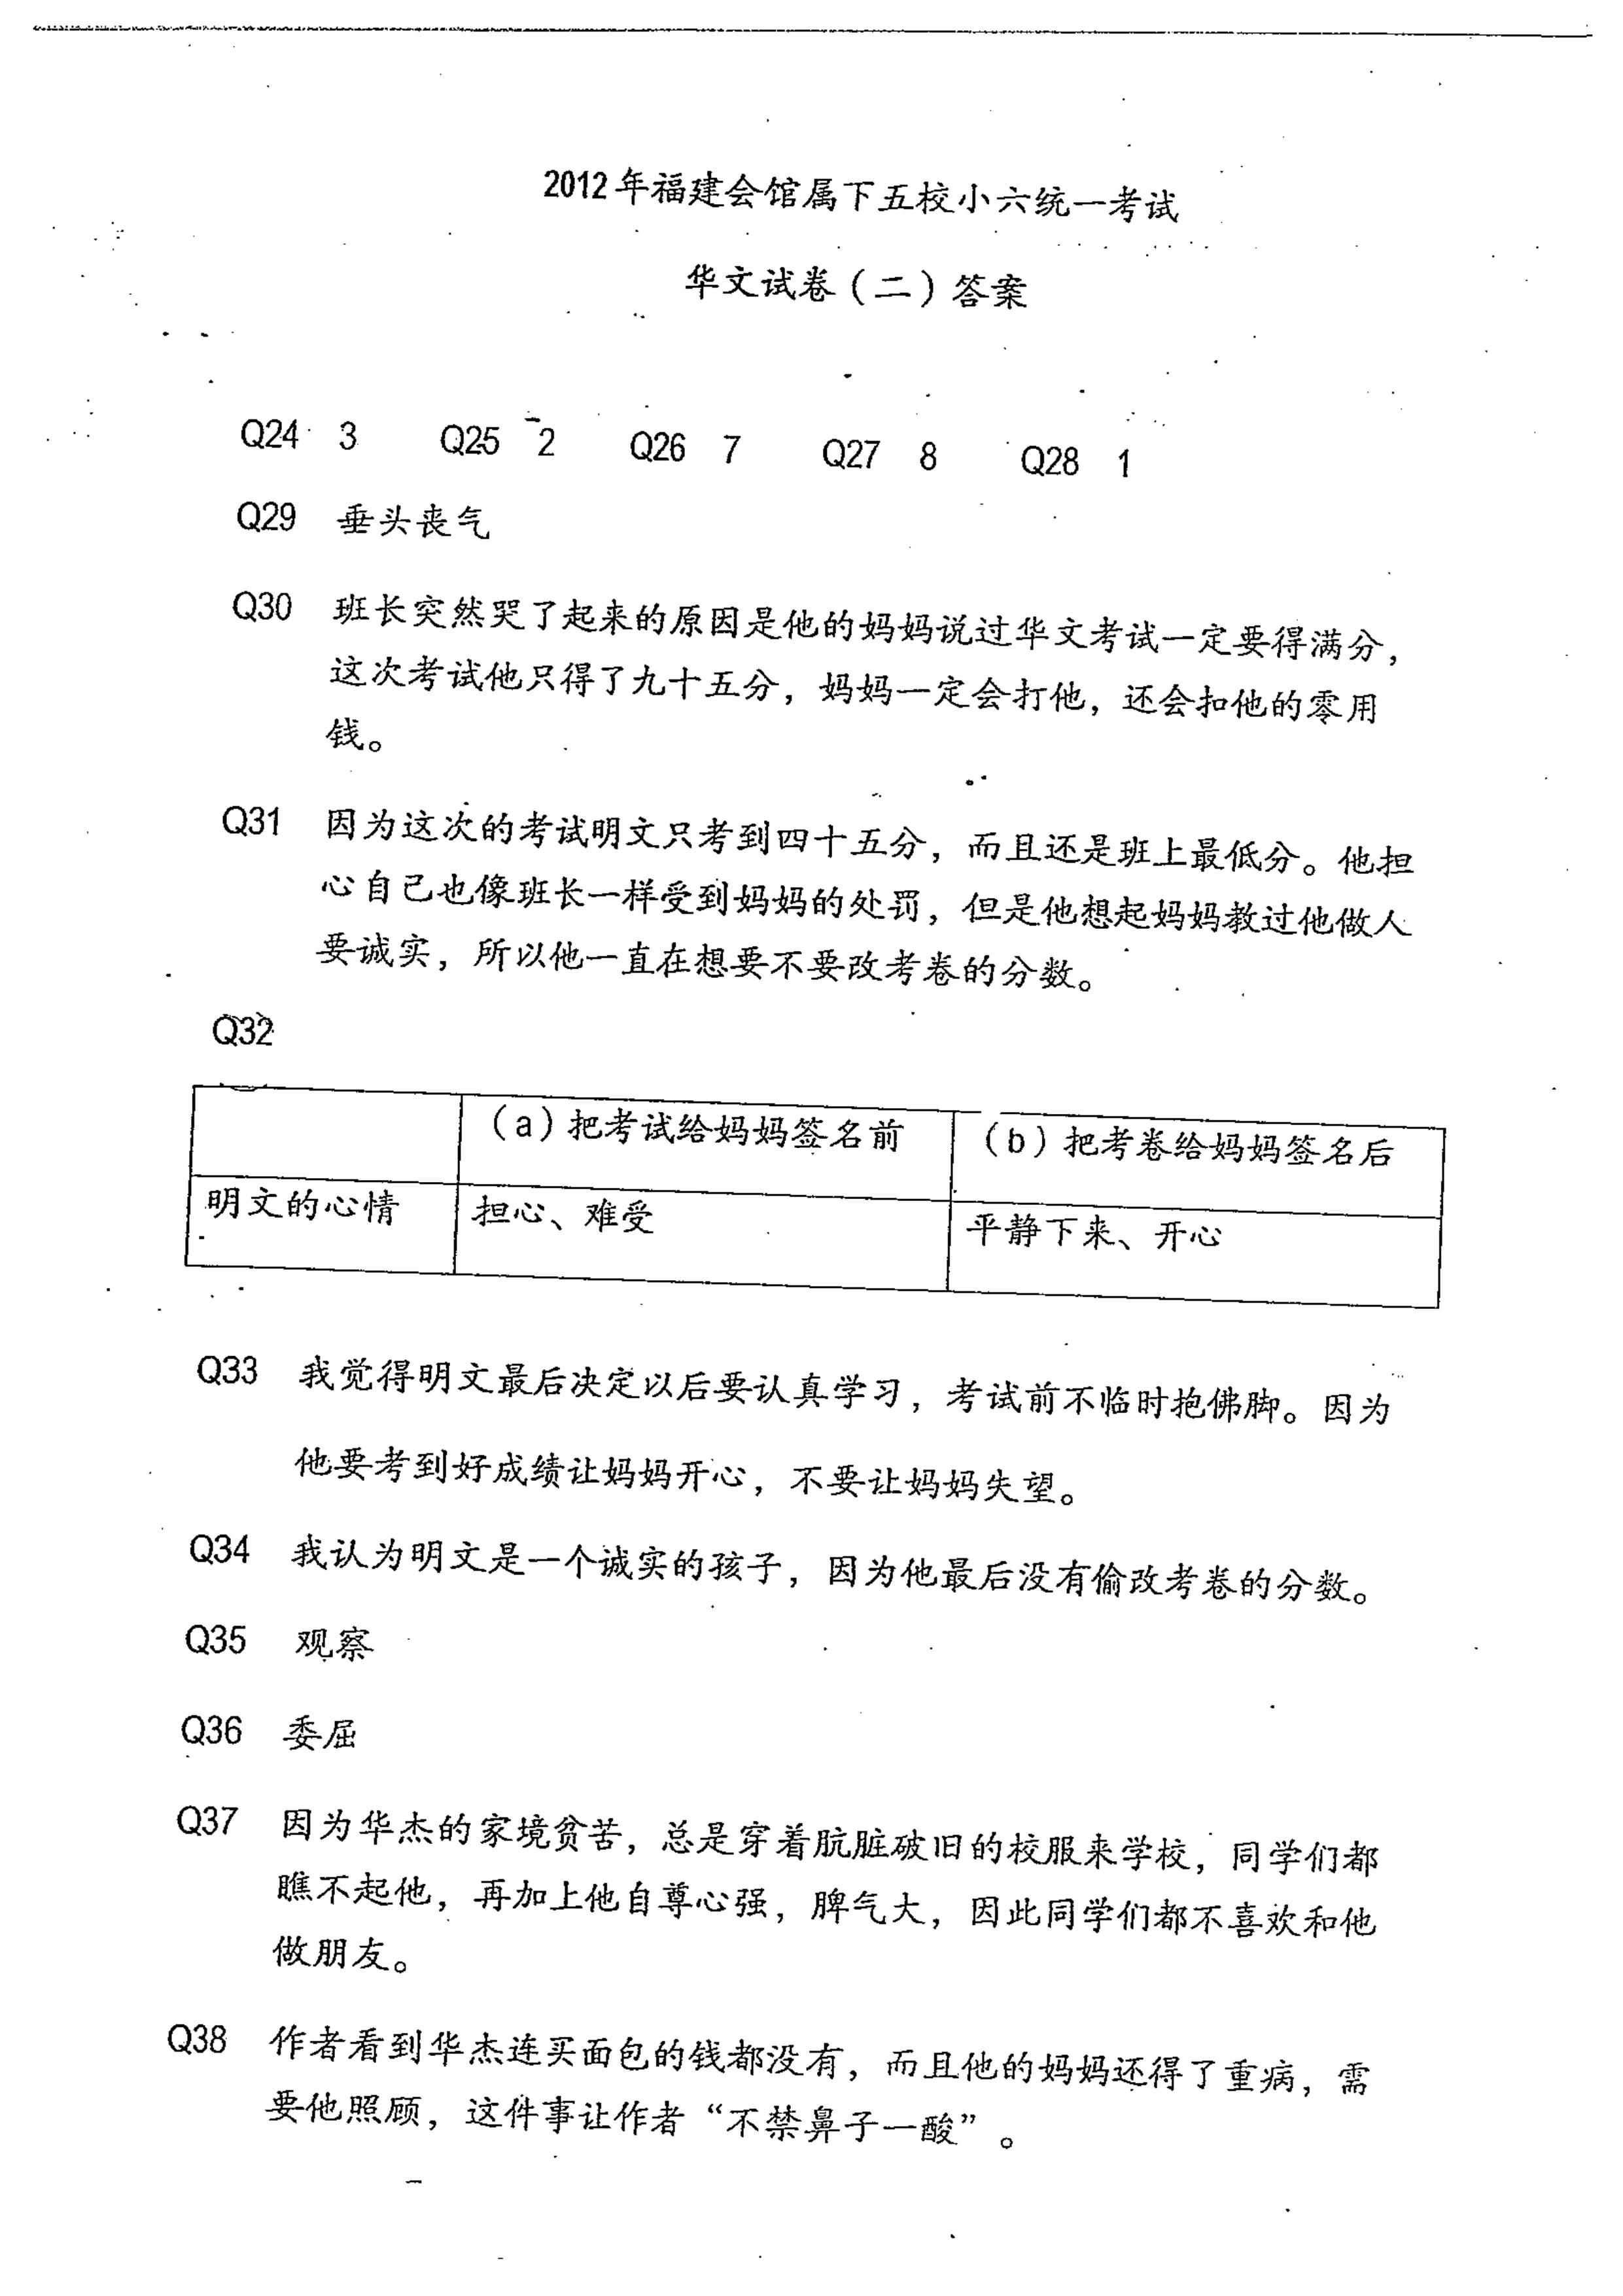 2012年福建会馆属下五校小六统一考试
华文试卷（二）答案
Q24 3 Q25 2 Q26 7 Q27 8 Q28 1
Q29 垂头丧气
Q30 班长突然哭了起来的原因是他的妈妈说过华文考试一定要得满分，
这次考试他只得了九十五分，妈妈一定会打他，还会扣他的零用
钱。
Q31 因为这次的考试明文只考到四十五分，而且还是班上最低分。他担
心自己也像班长一样受到妈妈的处罚，但是他想起妈妈教过他做人
要诚实，所以他一直在想要不要改考卷的分数。
Q32
（a）把考试给妈妈签名前 （b）把考卷给妈妈签名后
明文的心情 担心、难受 平静下来、开心
Q33 我觉得明文最后决定以后要认真学习，考试前不临时抱佛脚。因为
他要考到好成绩让妈妈开心，不要让妈妈失望。
Q34 我认为明文是一个诚实的孩子，因为他最后没有偷改考卷的分数。
Q35 观察
Q36 委屈
Q37 因为华杰的家境贫苦，总是穿着肮脏破旧的校服来学校，同学们都
瞧不起他，再加上他自尊心强，脾气大，因此同学们都不喜欢和他
做朋友。
Q38 作者看到华杰连买面包的钱都没有，而且他的妈妈还得了重病，需
要他照顾，这件事让作者“不禁鼻子一酸”。